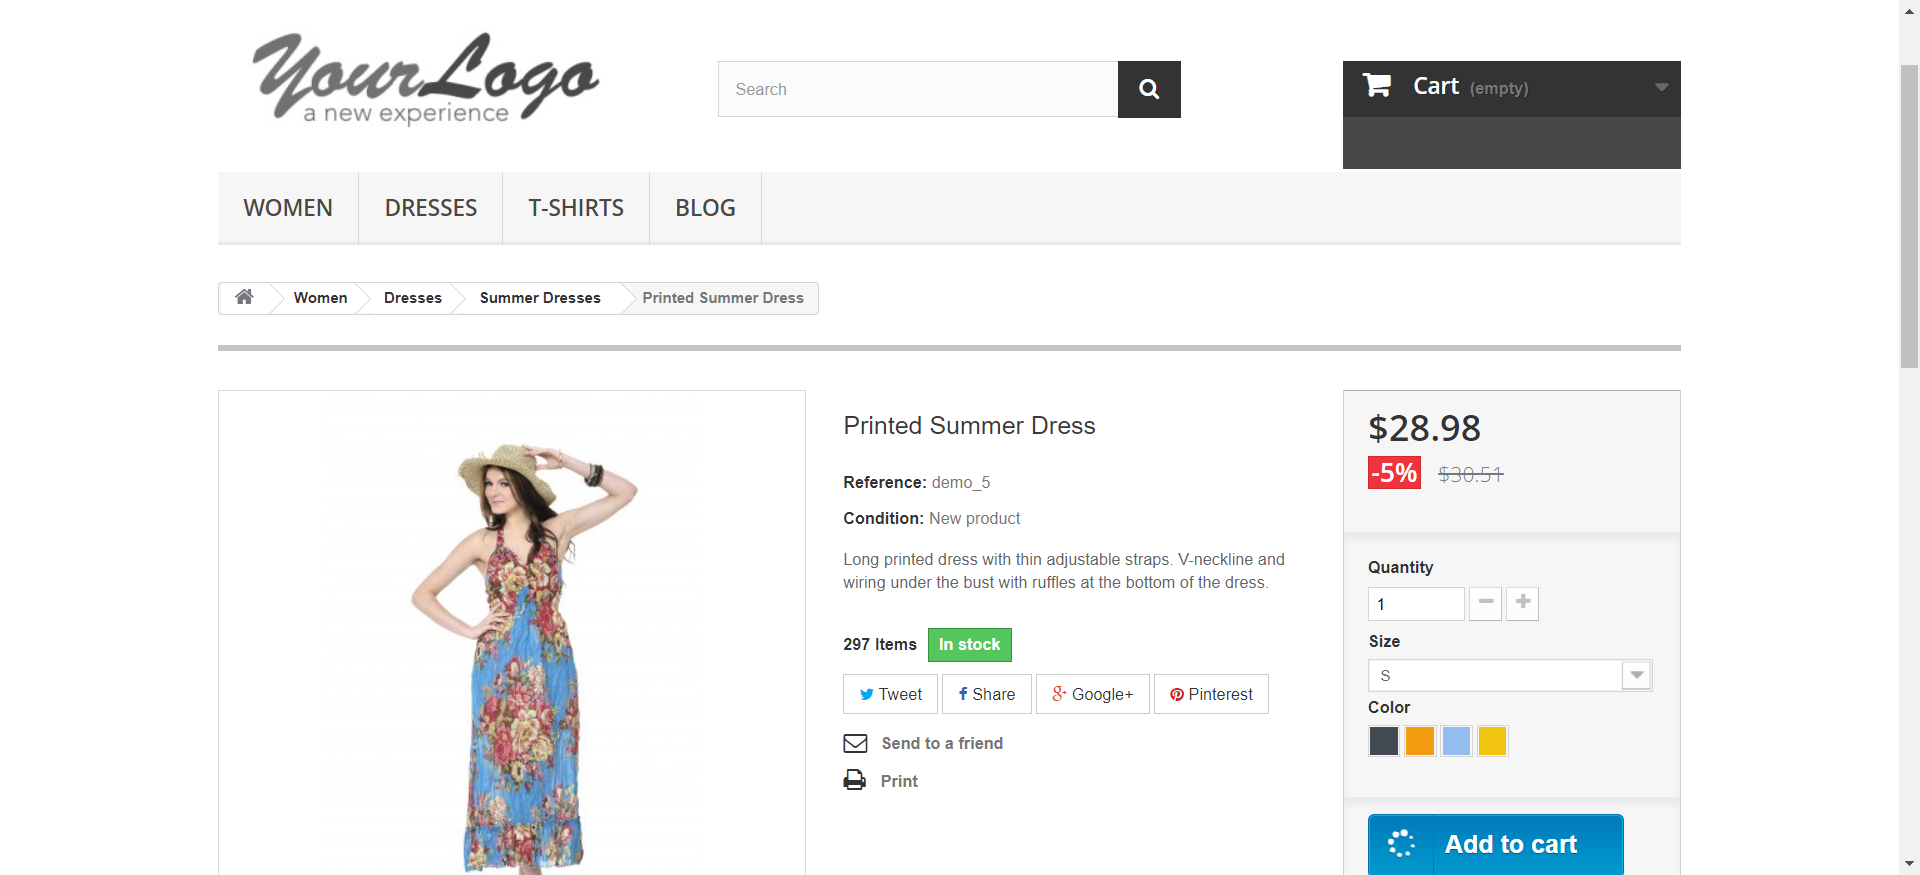 YourLogo
a new experience
Search
Cart (empty)
WOMEN DRESSES T-SHIRTS BLOG
Women Dresses Summer Dresses Printed Summer Dress
Printed Summer Dress
Reference: demo_5
Condition: New product
Long printed dress with thin adjustable straps. V-neckline and
wiring under the bust with ruffles at the bottom of the dress.
297 Items In stock
Tweet Share Google+ Pinterest
Send to a friend
Print
$28.98
-5% $30.51
Quantity
1
Size
S
Color
Add to cart